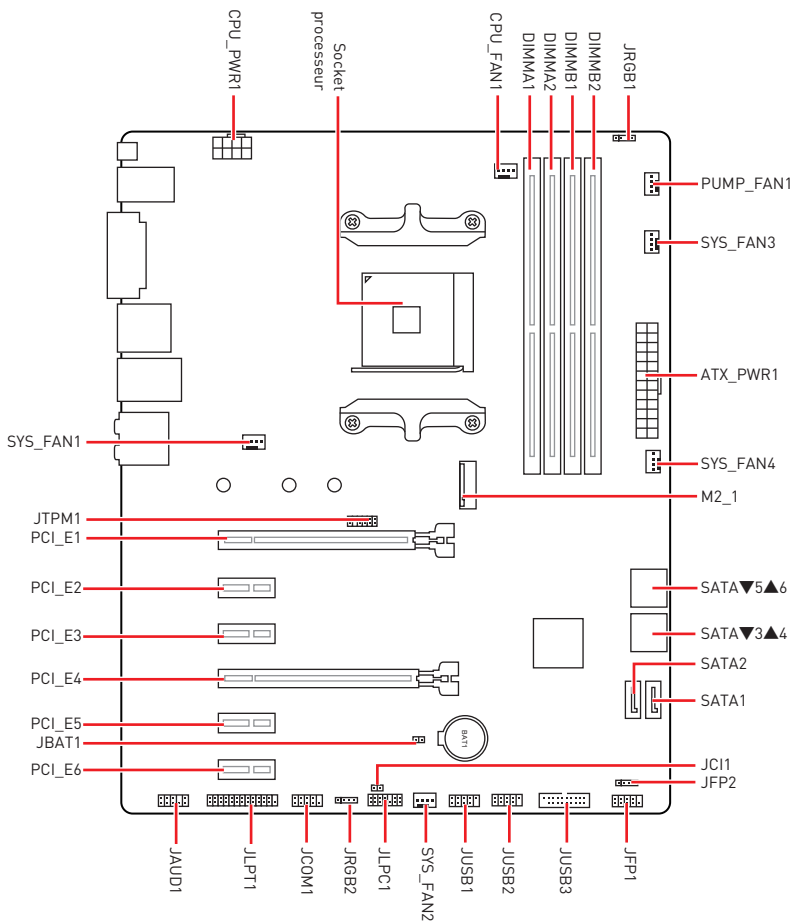 CPU_PWR1
Socket
processeur
CPU_FAN1
DIMMA1
DIMMA2
DIMMB1
DIMMB2
JRGB1
PUMP_FAN1
SYS_FAN3
ATX_PWR1
SYS_FAN1
SYS_FAN4
M2_1
JTPM1
PCI_E1
PCI_E2
SATA▼5▲6
PCI_E3
SATA▼3▲4
SATA2
PCI_E4
SATA1
PCI_E5
JBAT1
BAT1
PCI_E6
JCI1
JFP2
JAUD1
JLPT1
JCOM1
JRGB2
JLPC1
SYS_FAN2
JUSB1
JUSB2
JUSB3
JFP1